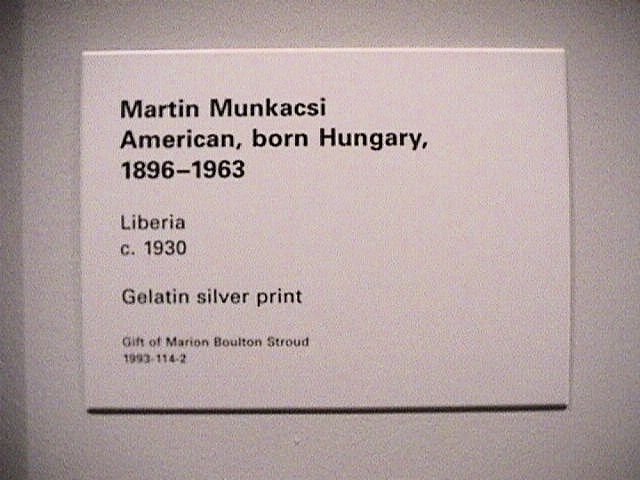 Martin Munkacsi
American, born Hungary,
1896–1963
Liberia
c. 1930
Gelatin silver print
Gift of Marion Boulton Stroud
1993-114-2